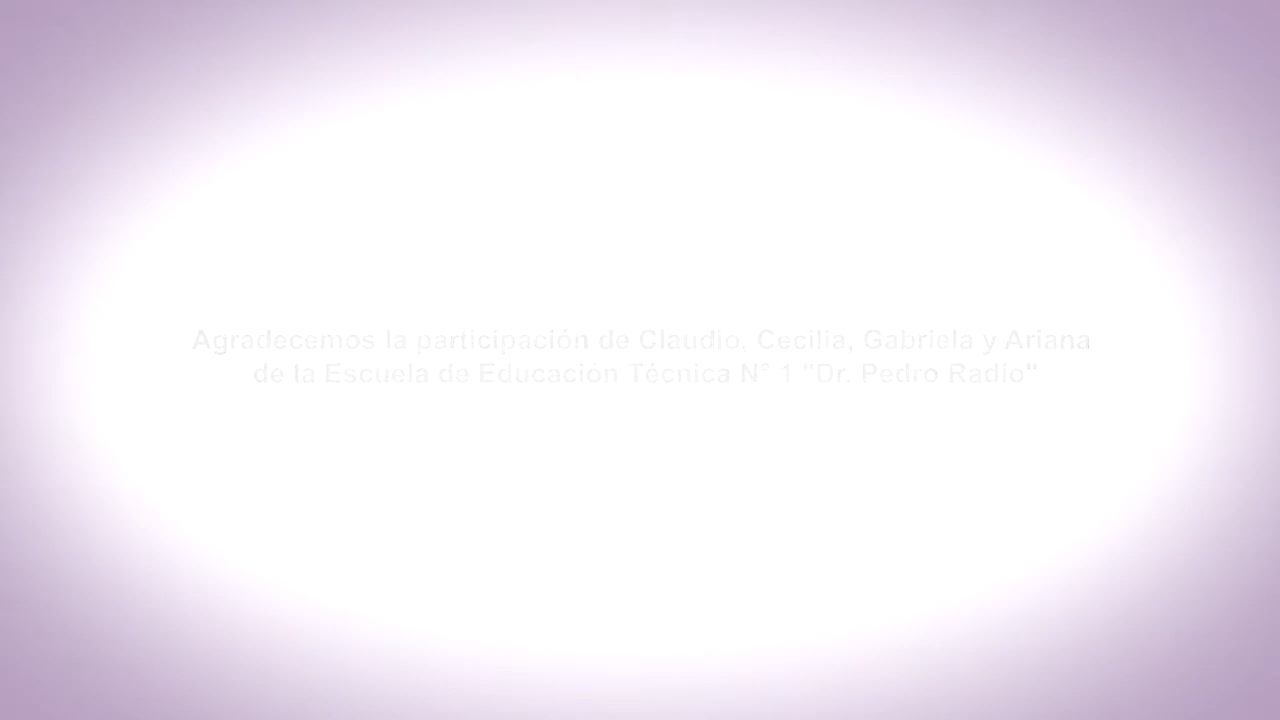 Agradecemos la participación de Claudio, Cecilia, Gabriela y Ariana
de la Escuela de Educación Técnica N° 1 "Dr. Pedro Radío"